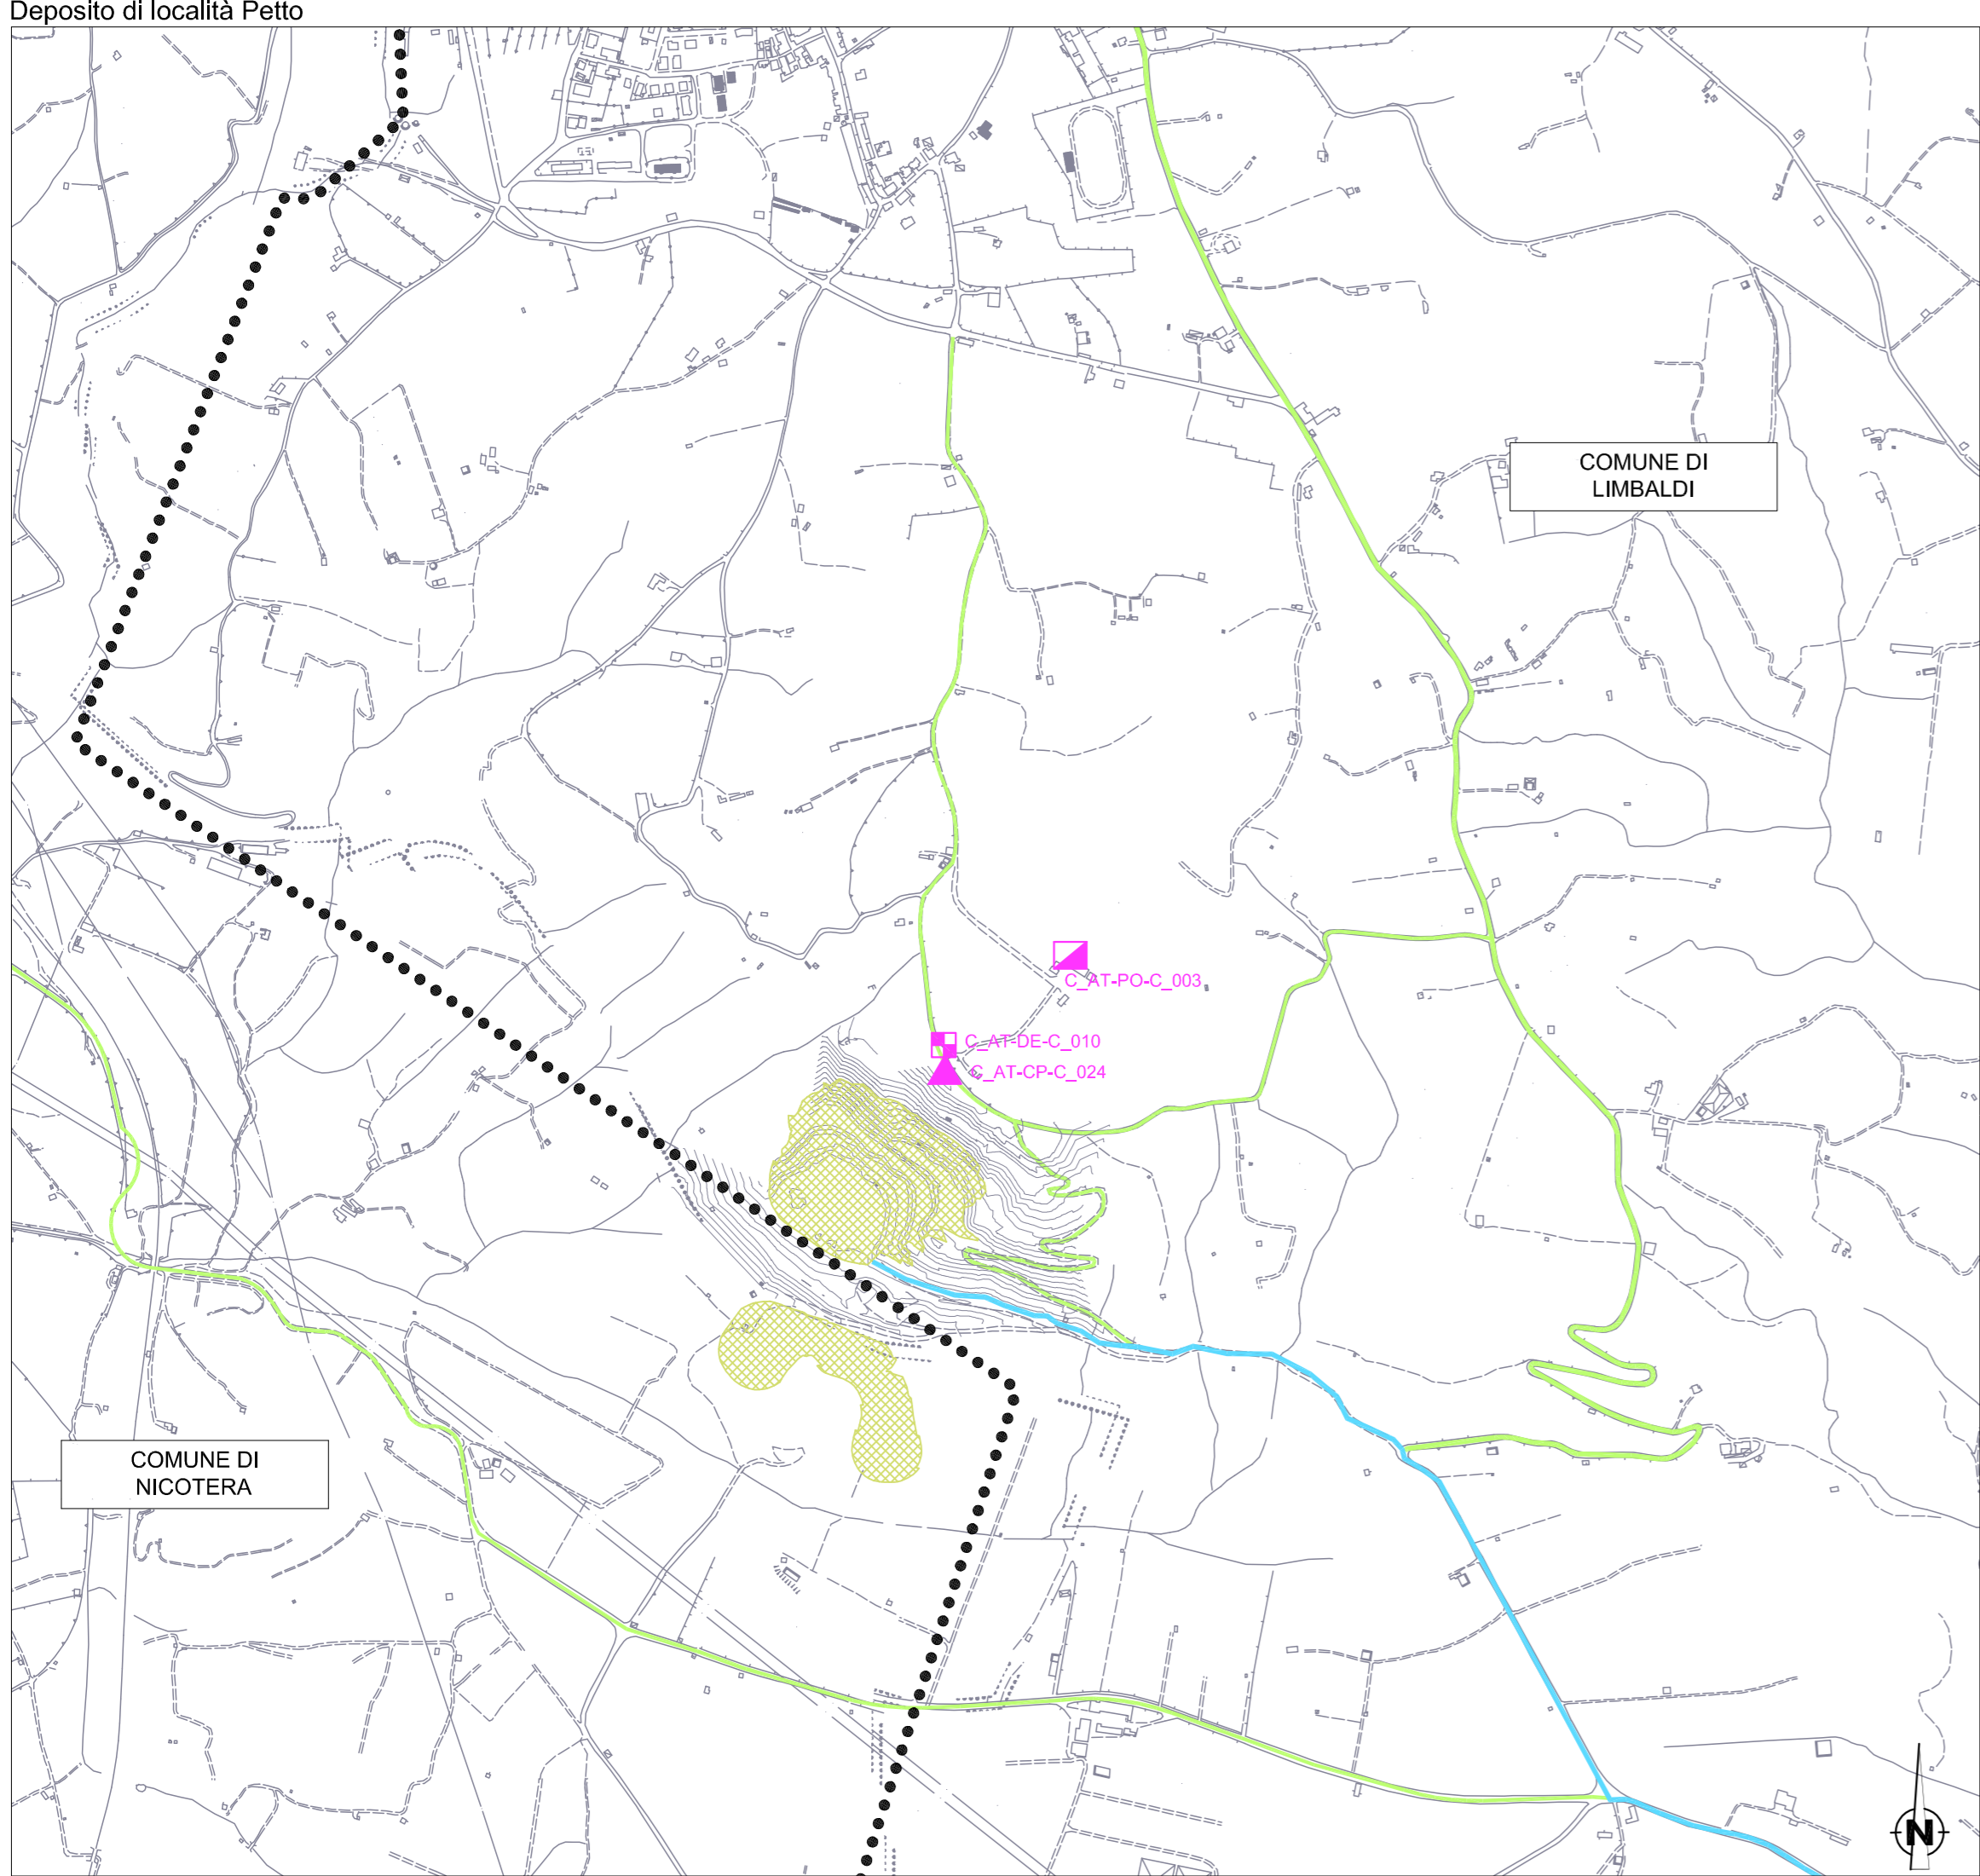 Deposito di località Petto
COMUNE DI
LIMBALDI
C_AT-PO-C_003
C_AT-DE-C_010
C_AT-CP-C_024
COMUNE DI
NICOTERA
N